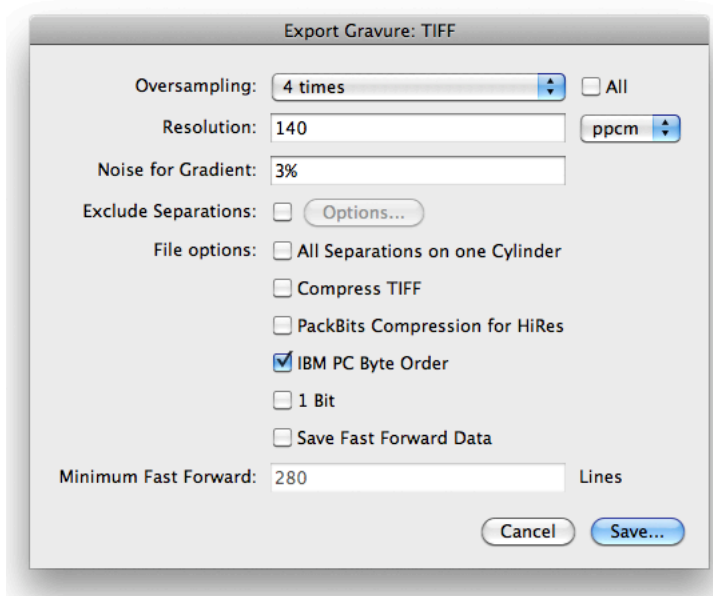 Export Gravure: TIFF
Oversampling: 4 times All
Resolution: 140 ppcm
Noise for Gradient: 3%
Exclude Separations: Options...
File options: All Separations on one Cylinder
Compress TIFF
PackBits Compression for HiRes
IBM PC Byte Order
1 Bit
Save Fast Forward Data
Minimum Fast Forward: 280 Lines
Cancel Save...